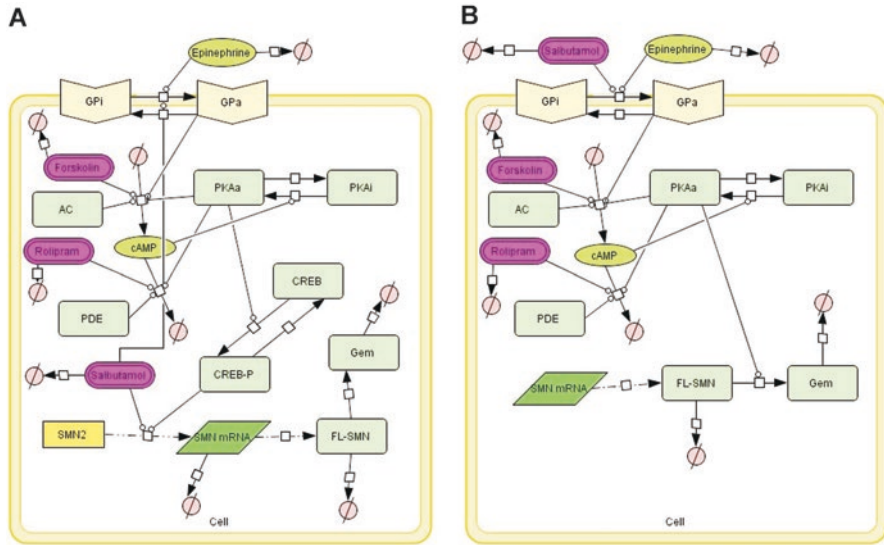 A
Epinephrine
GPi
GPa
Forskolin
AC
PKAa
PKAi
cAMP
Rolipram
PDE
CREB
Gem
Salbutamol
CREB-P
SMN2
SMN mRNA
FL-SMN
Cell
B
Salbutamol
Epinephrine
GPi
GPa
Forskolin
AC
PKAa
PKAi
Rolipram
cAMP
PDE
SMN mRNA
FL-SMN
Gem
Cell